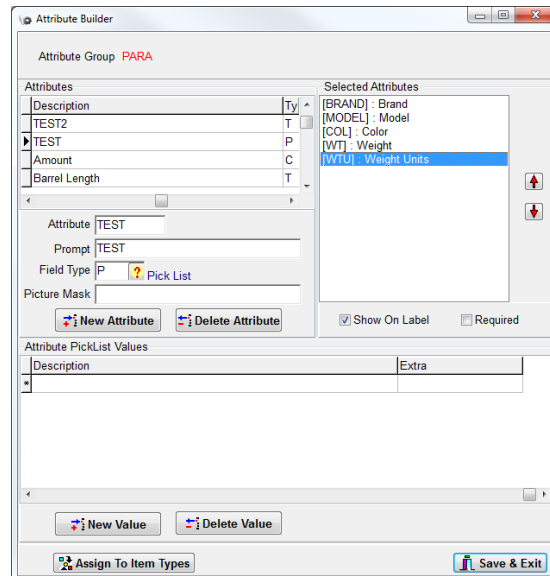 Attribute Builder
Attribute Group PARA
Attributes
Description Ty
TEST2 T
TEST P
Amount C
Barrel Length T
Attribute TEST
Prompt TEST
Field Type P ? Pick List
Picture Mask
New Attribute Delete Attribute
Selected Attributes
[BRAND] : Brand
[MODEL] : Model
[COL] : Color
[WT] : Weight
[WTU] : Weight Units
Show On Label Required
Attribute PickList Values
Description Extra
*
New Value Delete Value
Assign To Item Types Save & Exit